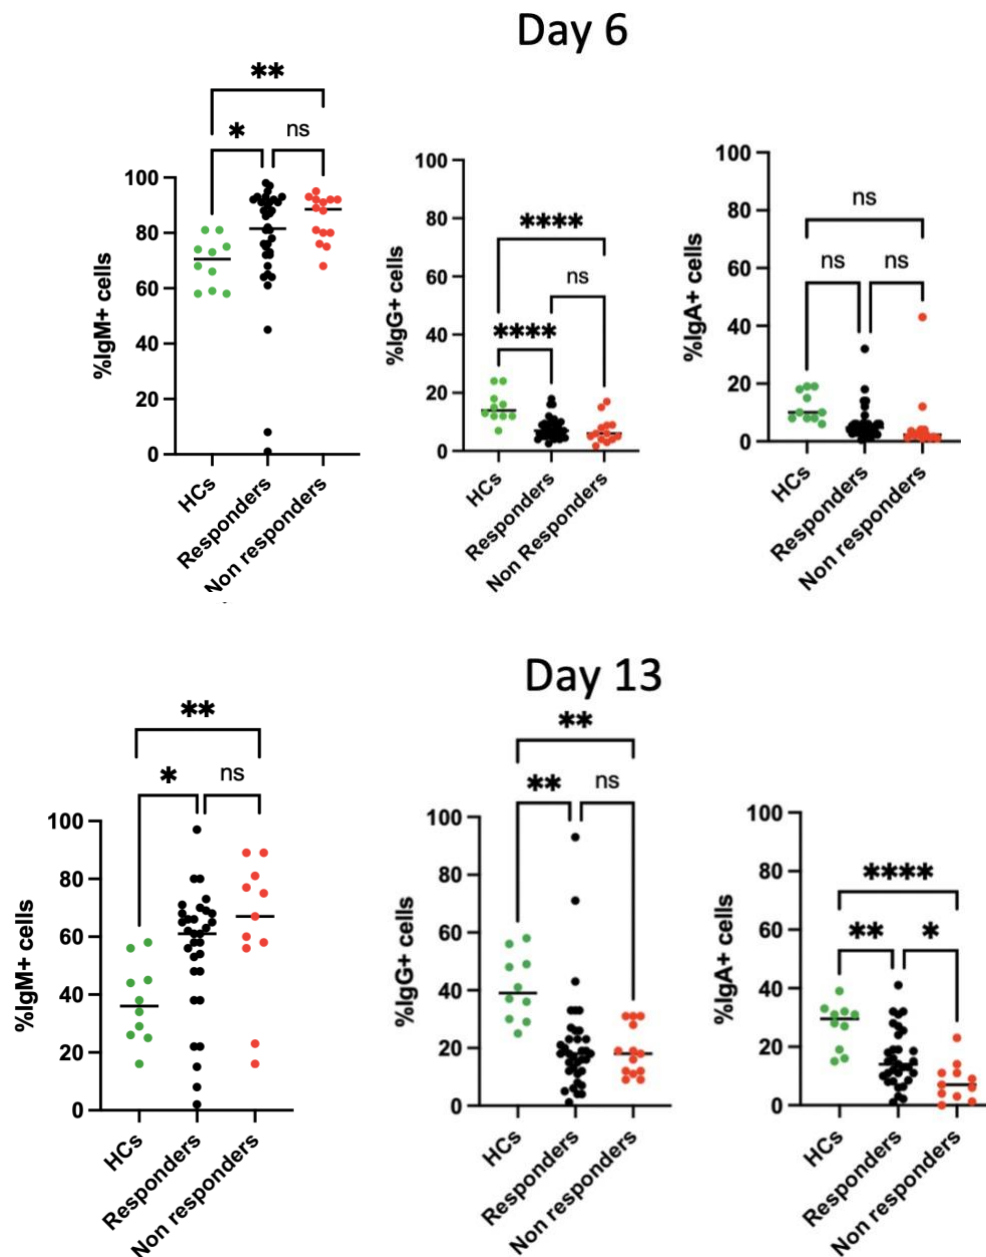 Day 6
** 
* ns
%IgM+ cells
100
80
60
40
20
0
HCs
Responders
Non responders
****
ns
****
%IgG+ cells
100
80
60
40
20
0
HCs
Responders
Non Responders
ns
ns ns
%IgA+ cells
100
80
60
40
20
0
HCs
Responders
Non responders
Day 13
**
* ns
%IgM+ cells
100
80
60
40
20
0
HCs
Responders
Non responders
**
** ns
%IgG+ cells
100
80
60
40
20
0
HCs
Responders
Non responders
****
** *
%IgA+ cells
100
80
60
40
20
0
HCs
Responders
Non responders